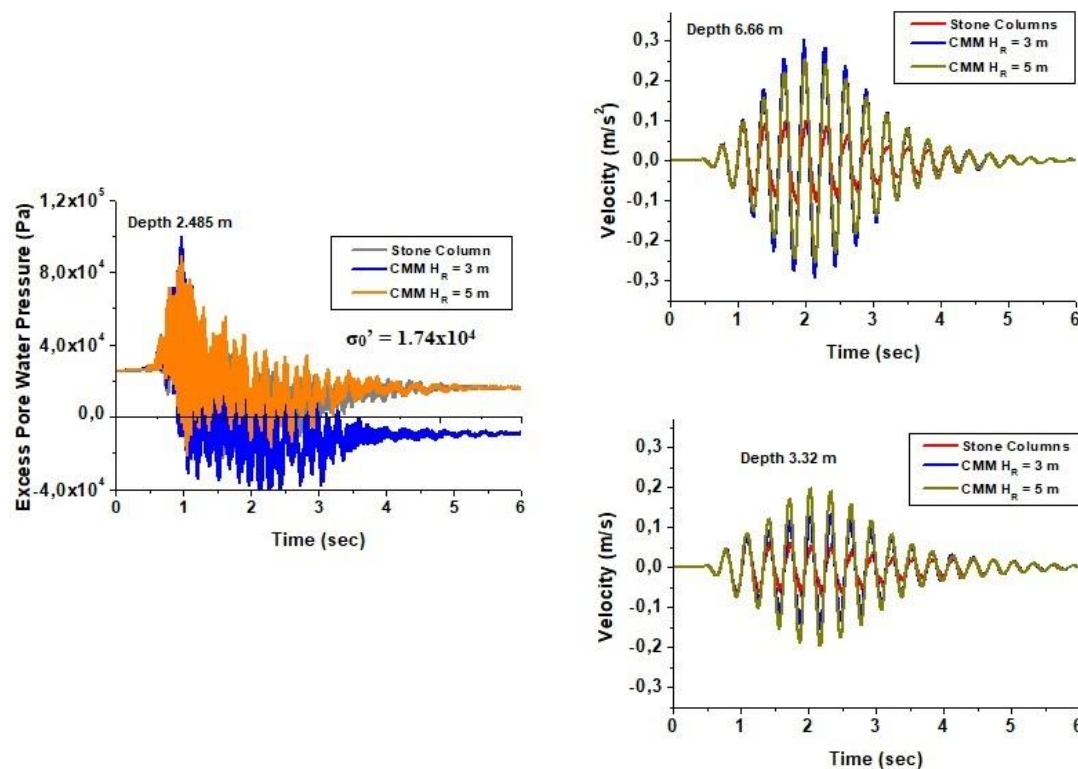 Excess Pore Water Pressure (Pa)
1,2x10⁵
8,0x10⁴
4,0x10⁴
0,0
-4,0x10⁴
Depth 2.485 m
Stone Column
CMM H_R = 3 m
CMM H_R = 5 m
σ₀' = 1.74x10⁴
0 1 2 3 4 5 6
Time (sec)
Velocity (m/s²)
0,3
0,2
0,1
0,0
-0,1
-0,2
-0,3
Depth 6.66 m
Stone Columns
CMM H_R = 3 m
CMM H_R = 5 m
0 1 2 3 4 5 6
Time (sec)
Velocity (m/s)
0,3
0,2
0,1
0,0
-0,1
-0,2
-0,3
Depth 3.32 m
Stone Columns
CMM H_R = 3 m
CMM H_R = 5 m
0 1 2 3 4 5 6
Time (sec)